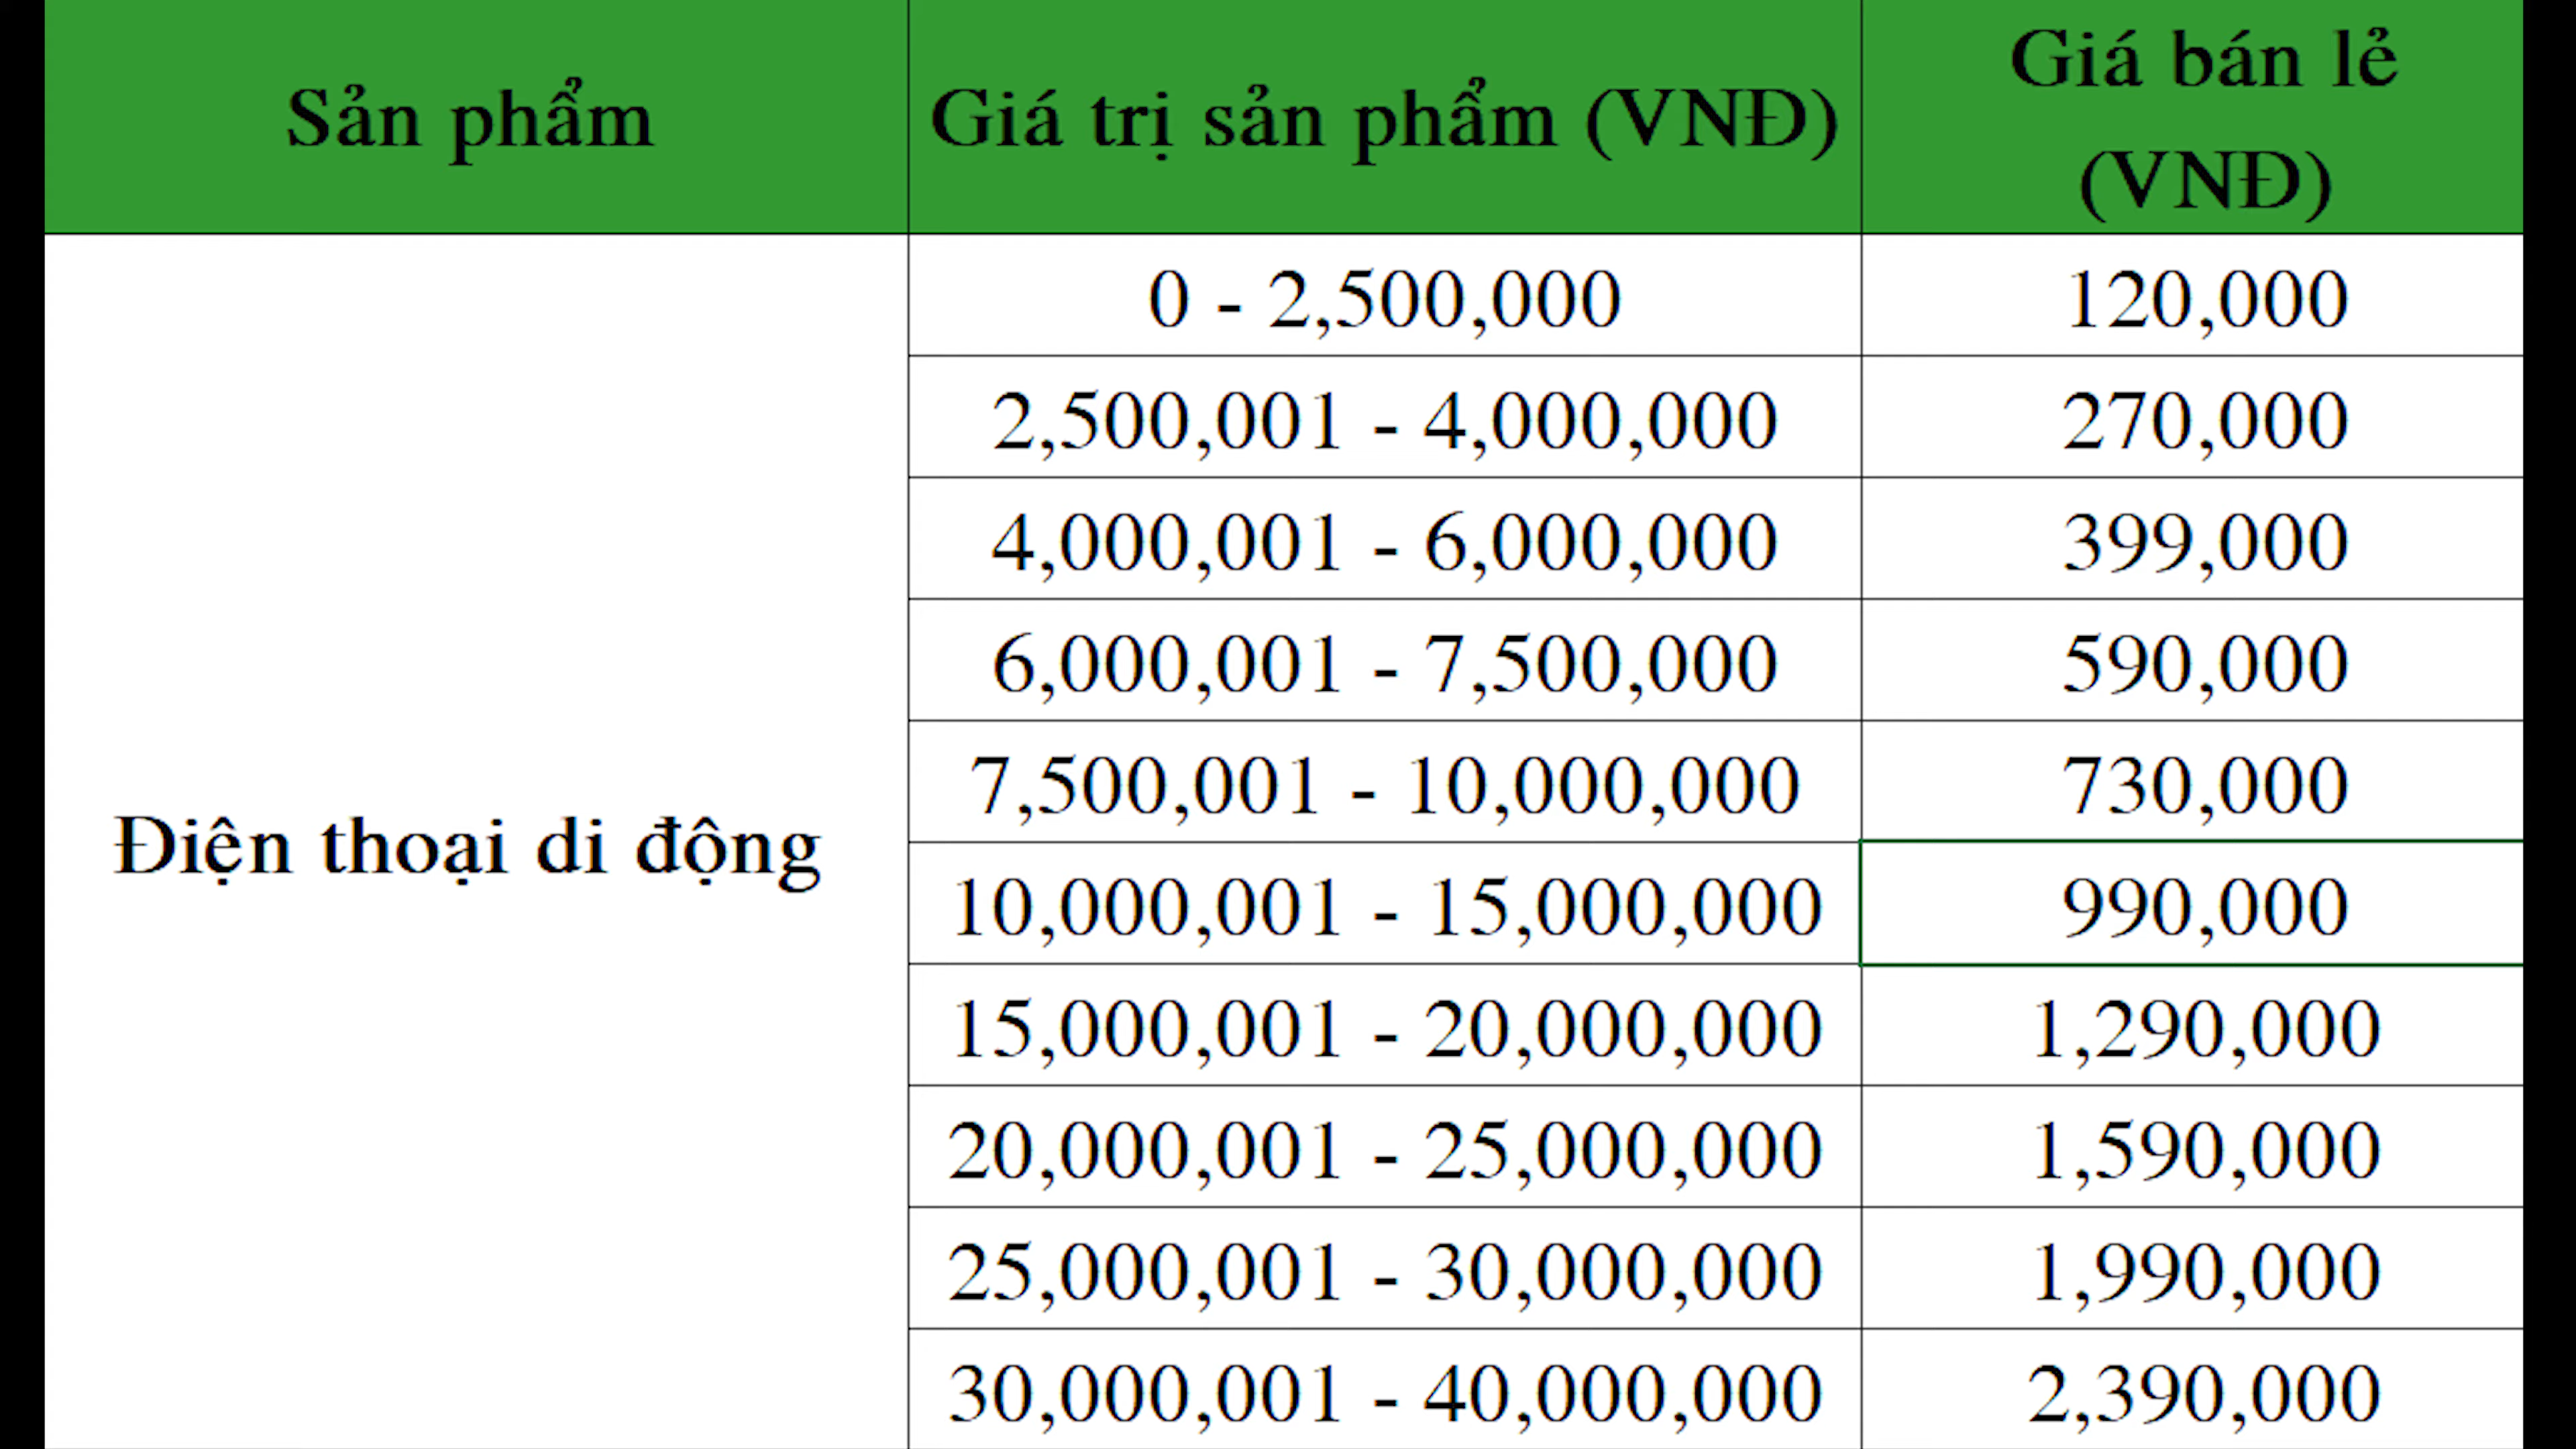 Sản phẩm
Giá trị sản phẩm (VNĐ)
Giá bán lẻ
(VNĐ)
Điện thoại di động
0 - 2,500,000
120,000
2,500,001 - 4,000,000
270,000
4,000,001 - 6,000,000
399,000
6,000,001 - 7,500,000
590,000
7,500,001 - 10,000,000
730,000
10,000,001 - 15,000,000
990,000
15,000,001 - 20,000,000
1,290,000
20,000,001 - 25,000,000
1,590,000
25,000,001 - 30,000,000
1,990,000
30,000,001 - 40,000,000
2,390,000